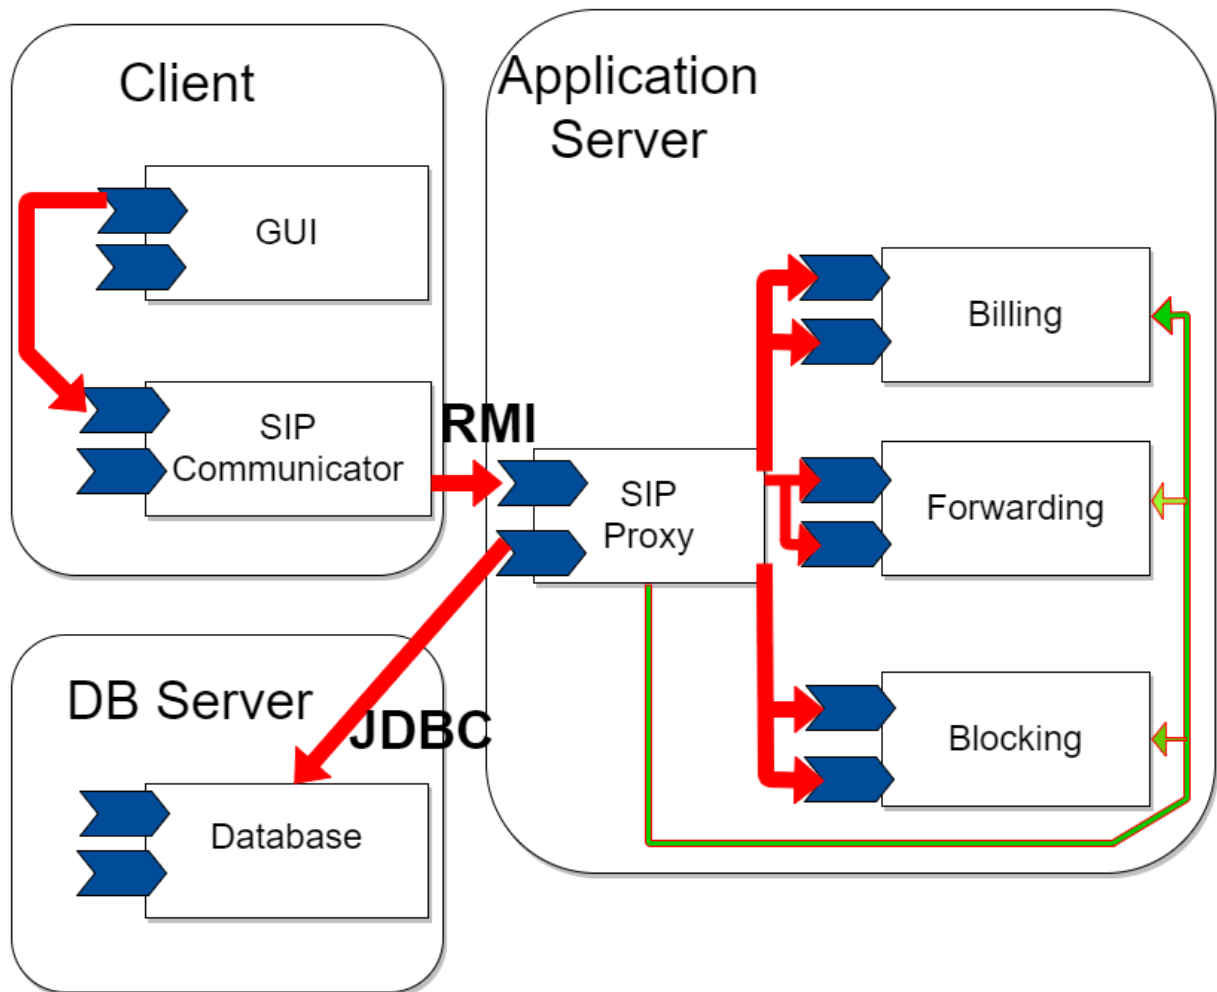 Client
GUI
SIP
Communicator
RMI
Application
Server
SIP
Proxy
Billing
Forwarding
Blocking
DB Server
JDBC
Database